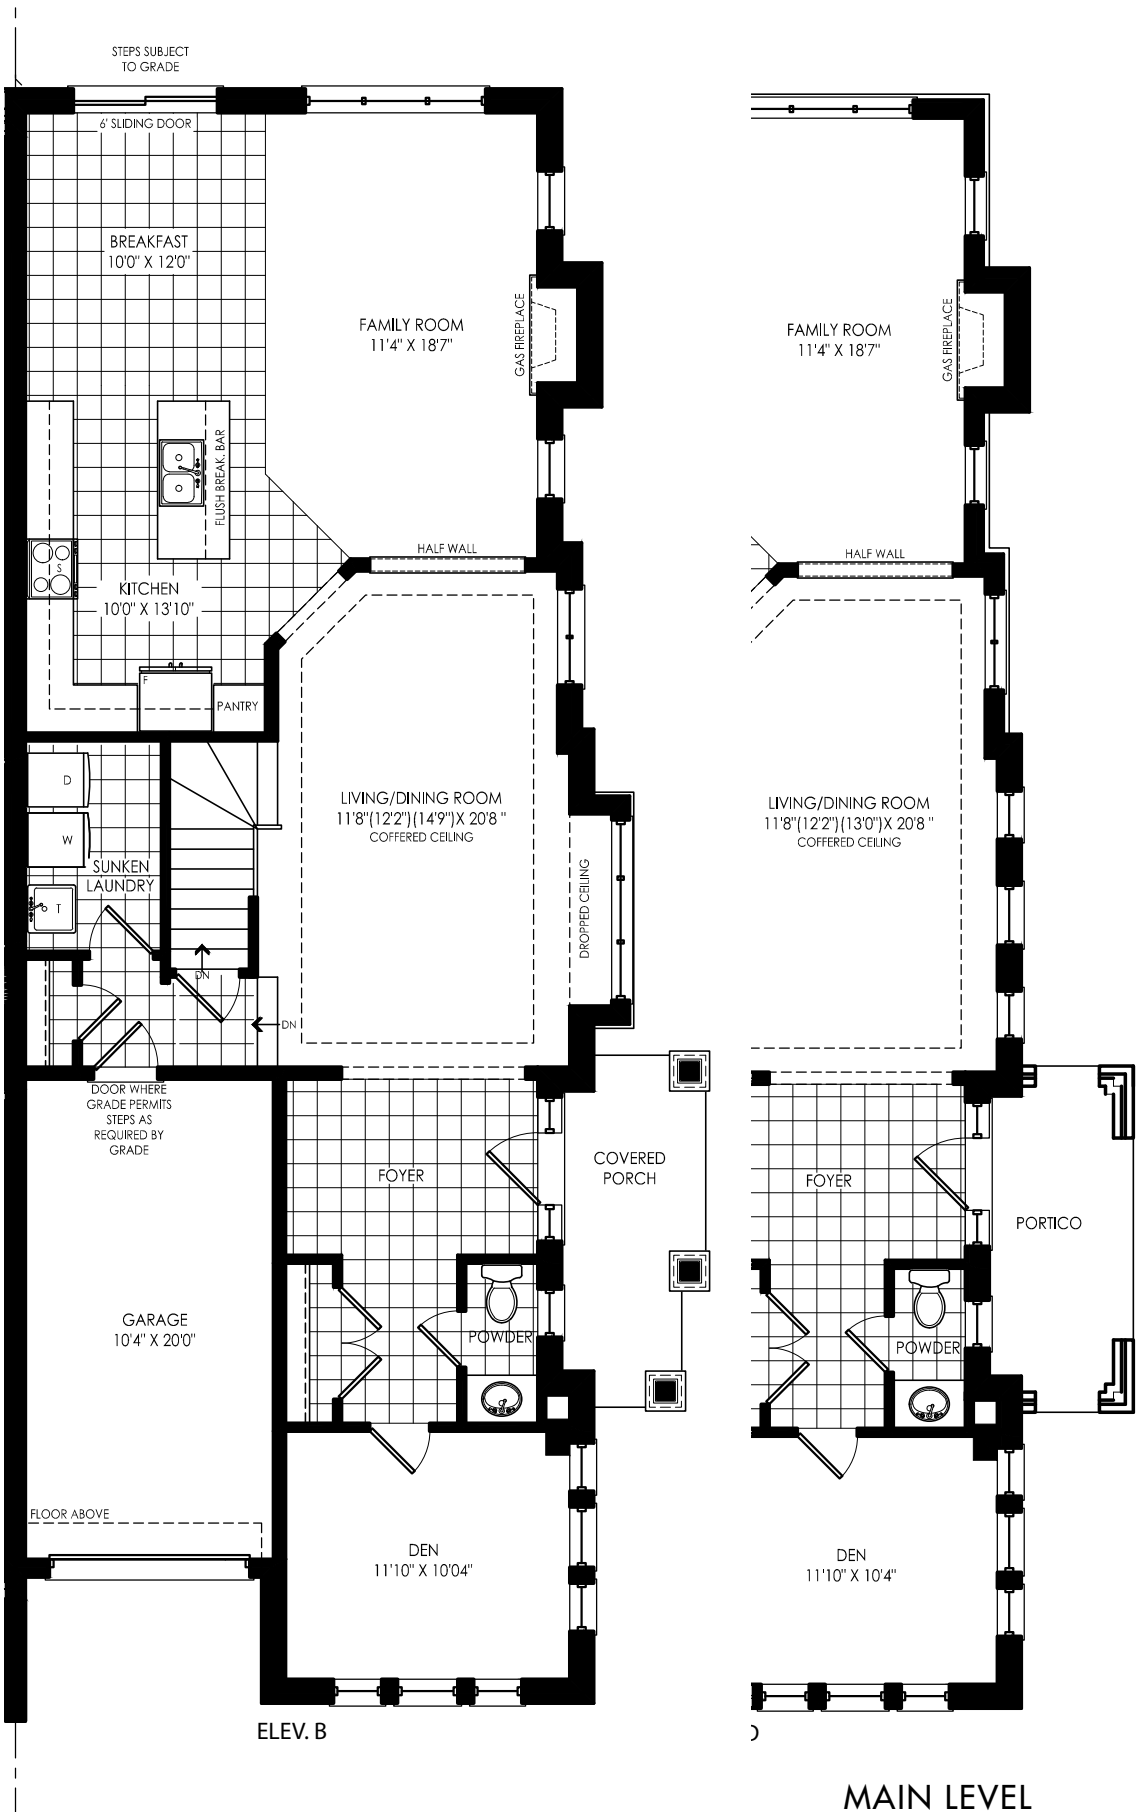 STEPS SUBJECT
TO GRADE
6' SLIDING DOOR
BREAKFAST
10'0" X 12'0"
FAMILY ROOM
11'4" X 18'7"
GAS FIREPLACE
FLUSH BREAK. BAR
HALF WALL
S
KITCHEN
10'0" X 13'10"
F
PANTRY
D
W
SUNKEN
LAUNDRY
T
LIVING/DINING ROOM
11'8"(12'2")(14'9")X 20'8 "
COFFERED CEILING
DROPPED CEILING
DN
DN
DOOR WHERE
GRADE PERMITS
STEPS AS
REQUIRED BY
GRADE
FOYER
COVERED
PORCH
GARAGE
10'4" X 20'0"
POWDER
FLOOR ABOVE
DEN
11'10" X 10'04"
ELEV. B
FAMILY ROOM
11'4" X 18'7"
GAS FIREPLACE
HALF WALL
LIVING/DINING ROOM
11'8"(12'2")(13'0")X 20'8 "
COFFERED CEILING
FOYER
PORTICO
POWDER
DEN
11'10" X 10'4"
MAIN LEVEL